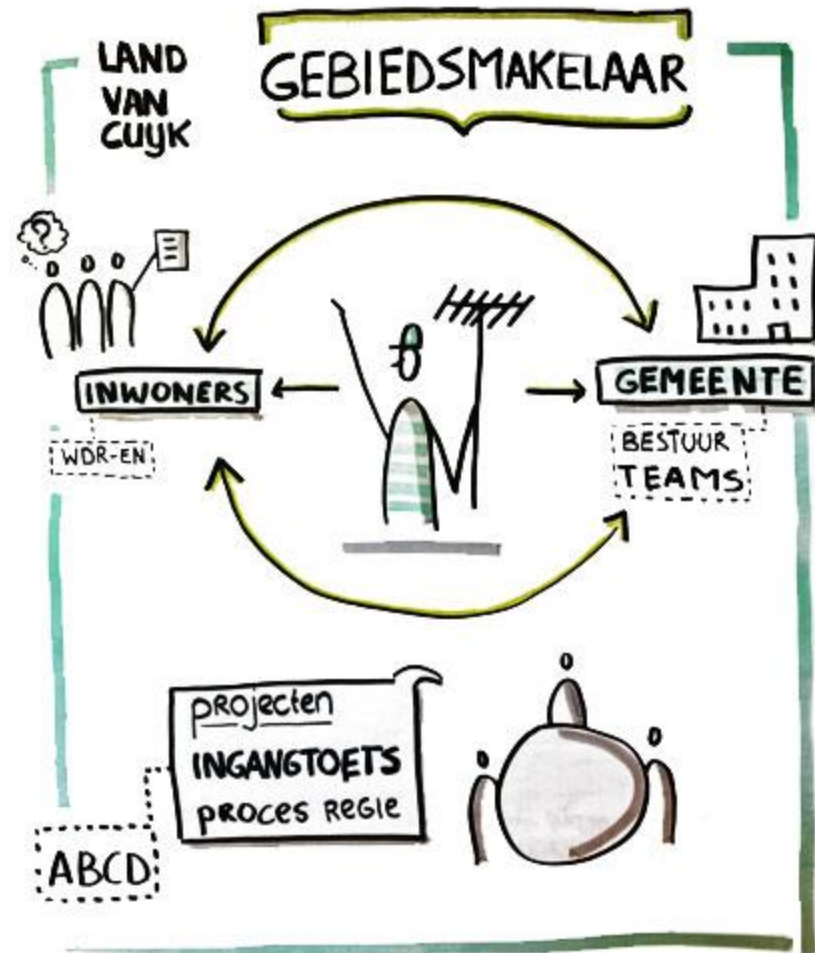 LAND
VAN
CUYK
GEBIEDSMAKELAAR
?
INWONERS
WDR-EN
GEMEENTE
BESTUUR
TEAMS
projecten
INGANGTOETS
PROCES REGIE
ABCD